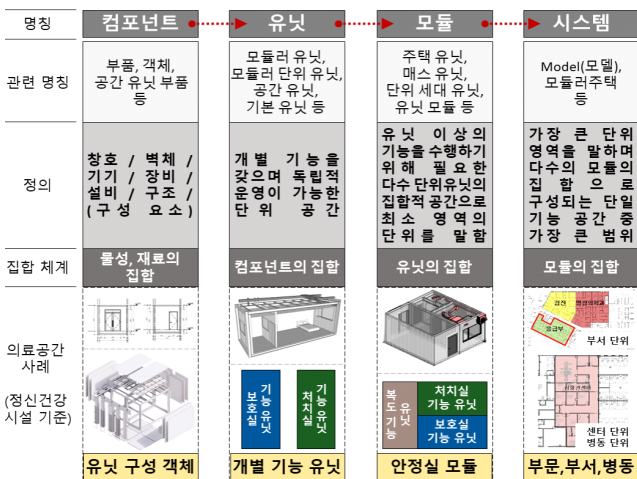 명칭
컴포넌트
유닛
모듈
시스템
관련 명칭
부품, 객체,
공간 유닛 부품
등
모듈러 유닛,
모듈러 단위 유닛,
공간 유닛,
기본 유닛 등
주택 유닛,
매스 유닛,
단위 세대 유닛,
유닛 모듈 등
Model(모델),
모듈러주택
등
정의
창호 / 벽체 /
기기 / 장비 /
설비 / 구조 /
(구성 요소)
개별 기능을
갖으며 독립적
운영이 가능한
단위 공간
유닛 이상의
기능을 수행하기
위해 필요한
다수 단위유닛의
집합적 공간으로
최소 영역의
단위를 말함
가장 큰 단위
영역을 말하며
다수의 모듈의
집합으로
구성되는 단일
기능 공간 중
가장 큰 범위
집합 체계
물성, 재료의
집합
컴포넌트의 집합
유닛의 집합
모듈의 집합
의료공간
사례
(정신건강
시설 기준)
보호실
기능 유닛
처치실
기능 유닛
복도 기능
유닛
처치실
기능 유닛
보호실
기능 유닛
응급부
부서 단위
센터 단위
병동 단위
유닛 구성 객체
개별 기능 유닛
안정실 모듈
부문,부서,병동